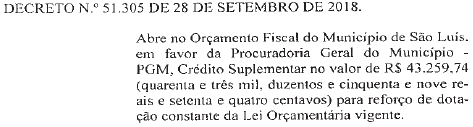 DECRETO N.º 51.305 DE 28 DE SETEMBRO DE 2018.
Abre no Orçamento Fiscal do Município de São Luís,
em favor da Procuradoria Geral do Município -
PGM, Crédito Suplementar no valor de R$ 43.259,74
(quarenta e três mil, duzentos e cinquenta e nove re-
ais e setenta e quatro centavos) para reforço de dota-
ção constante da Lei Orçamentária vigente.